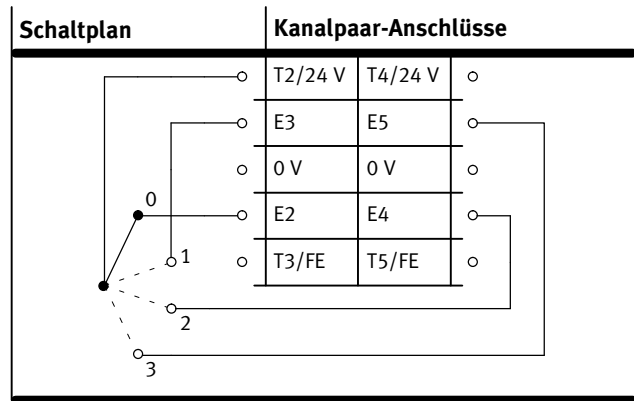 Schaltplan Kanalpaar-Anschlüsse
T2/24 V T4/24 V
E3 E5
0 V 0 V
0
E2 E4
1
T3/FE T5/FE
2
3